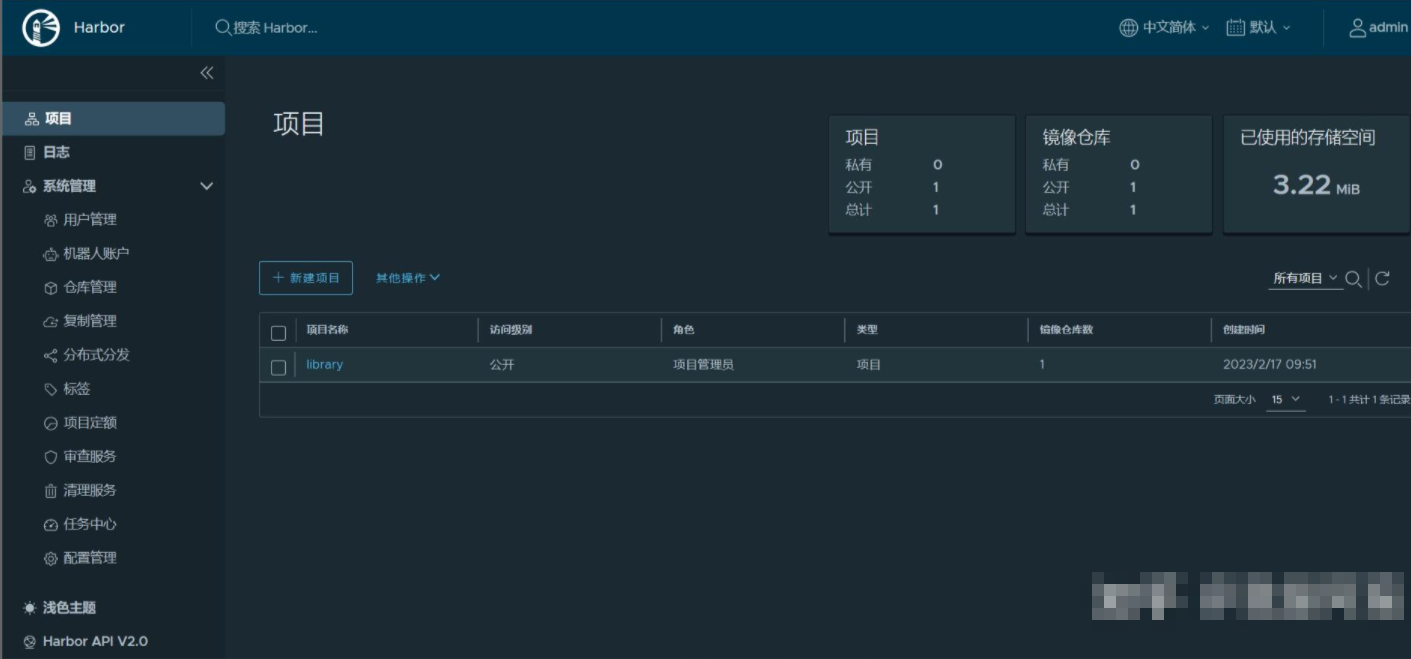 Harbor
搜索 Harbor...
中文简体
默认
admin
项目
日志
系统管理
用户管理
机器人账户
仓库管理
复制管理
分布式分发
标签
项目定额
审查服务
清理服务
任务中心
配置管理
浅色主题
Harbor API V2.0
项目
项目
私有 0
公开 1
总计 1
镜像仓库
私有 0
公开 1
总计 1
已使用的存储空间
3.22 MiB
+ 新建项目 其他操作
所有项目
项目名称 访问级别 角色 类型 镜像仓库数 创建时间
library 公开 项目管理员 项目 1 2023/2/17 09:51
页面大小 15 1 - 1 共计 1 条记录